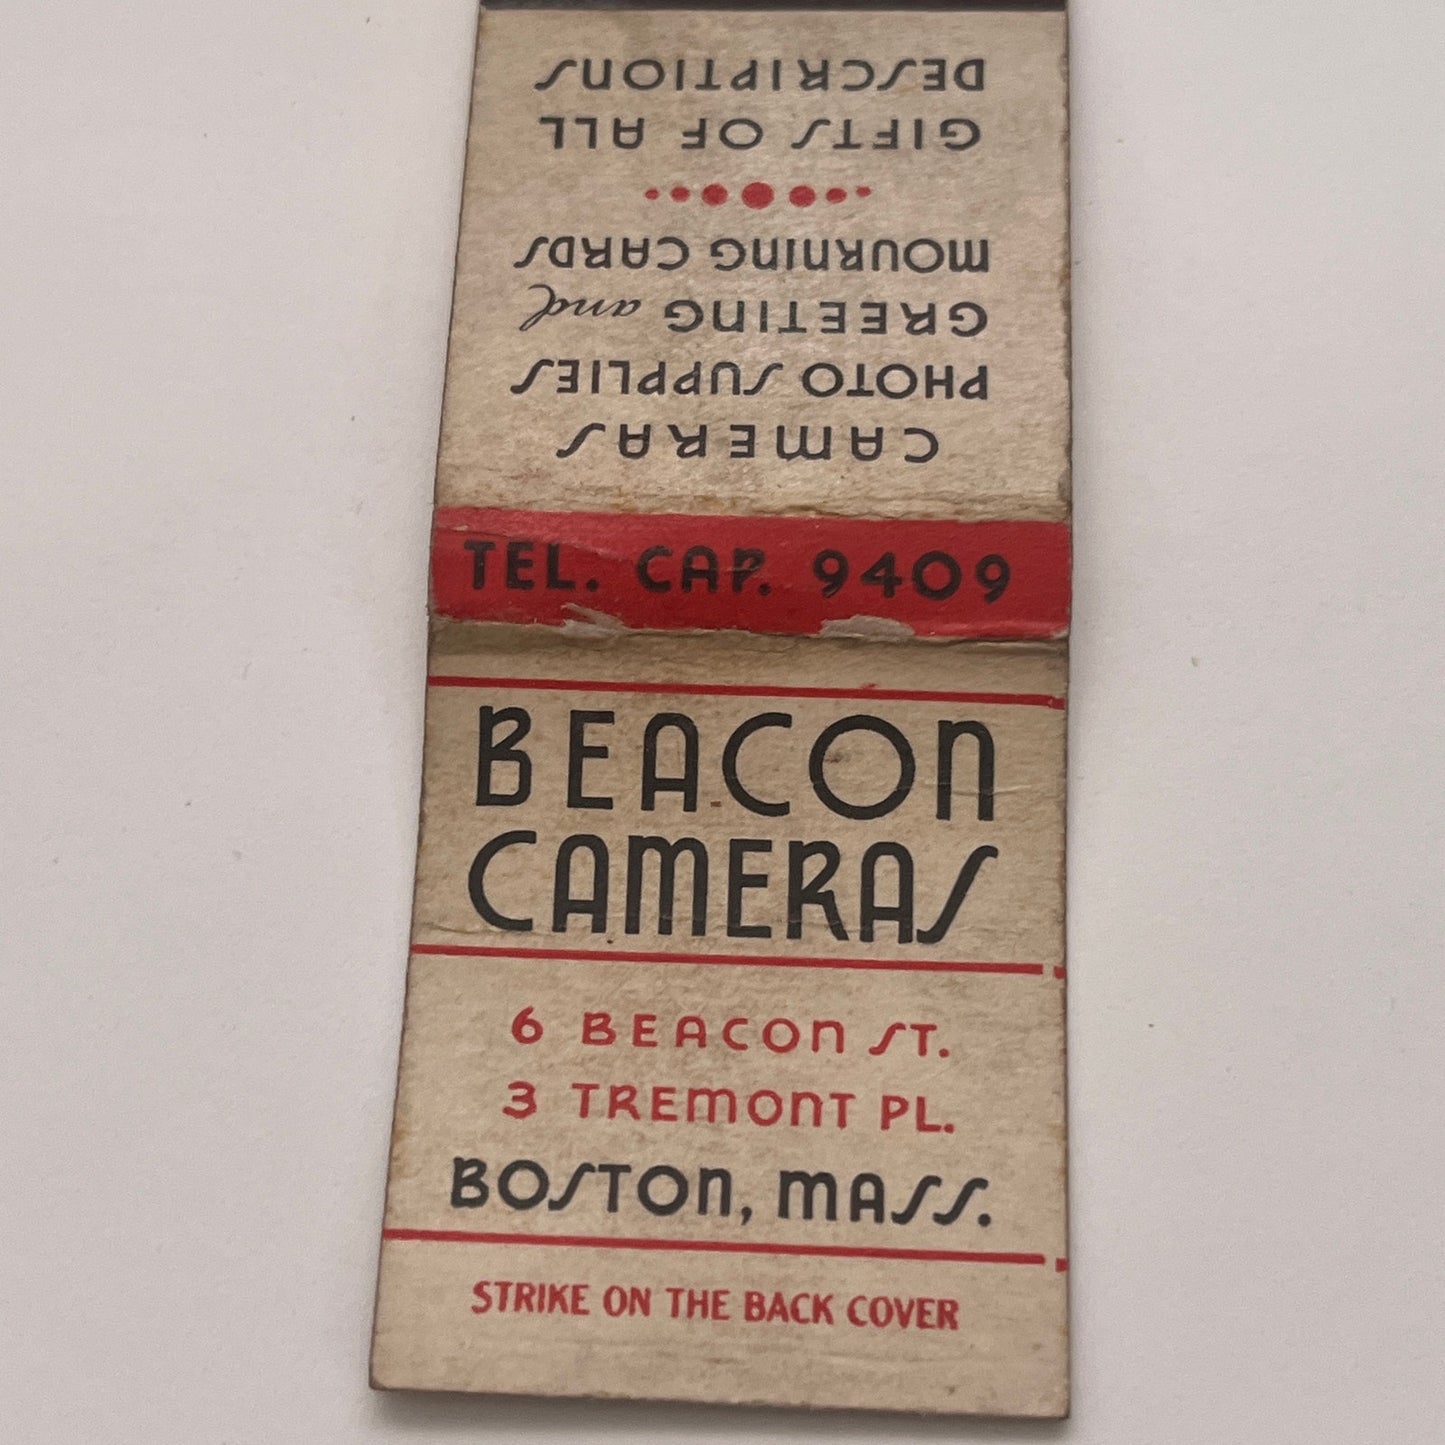 CAMERAS
PHOTO SUPPLIES
GREETING and
MOURNING CARDS
GIFTS OF ALL
DESCRIPTIONS
TEL. CAP. 9409
BEACON
CAMERAS
6 BEACON ST.
3 TREMONT PL.
BOSTON, MASS.
STRIKE ON THE BACK COVER